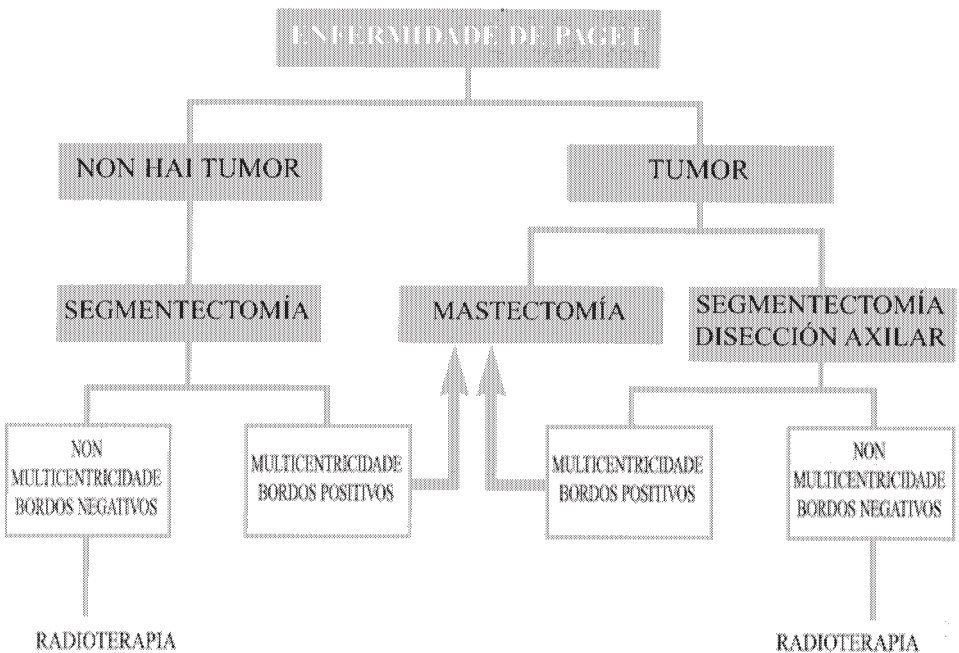 ENFERMIDADE DE PAGET
NON HAI TUMOR
TUMOR
SEGMENTECTOMÍA
MASTECTOMÍA
SEGMENTECTOMÍA
DISECCIÓN AXILAR
NON
MULTICENTRICIDADE
BORDOS NEGATIVOS
MULTICENTRICIDADE
BORDOS POSITIVOS
MULTICENTRICIDADE
BORDOS POSITIVOS
NON
MULTICENTRICIDADE
BORDOS NEGATIVOS
RADIOTERAPIA
RADIOTERAPIA